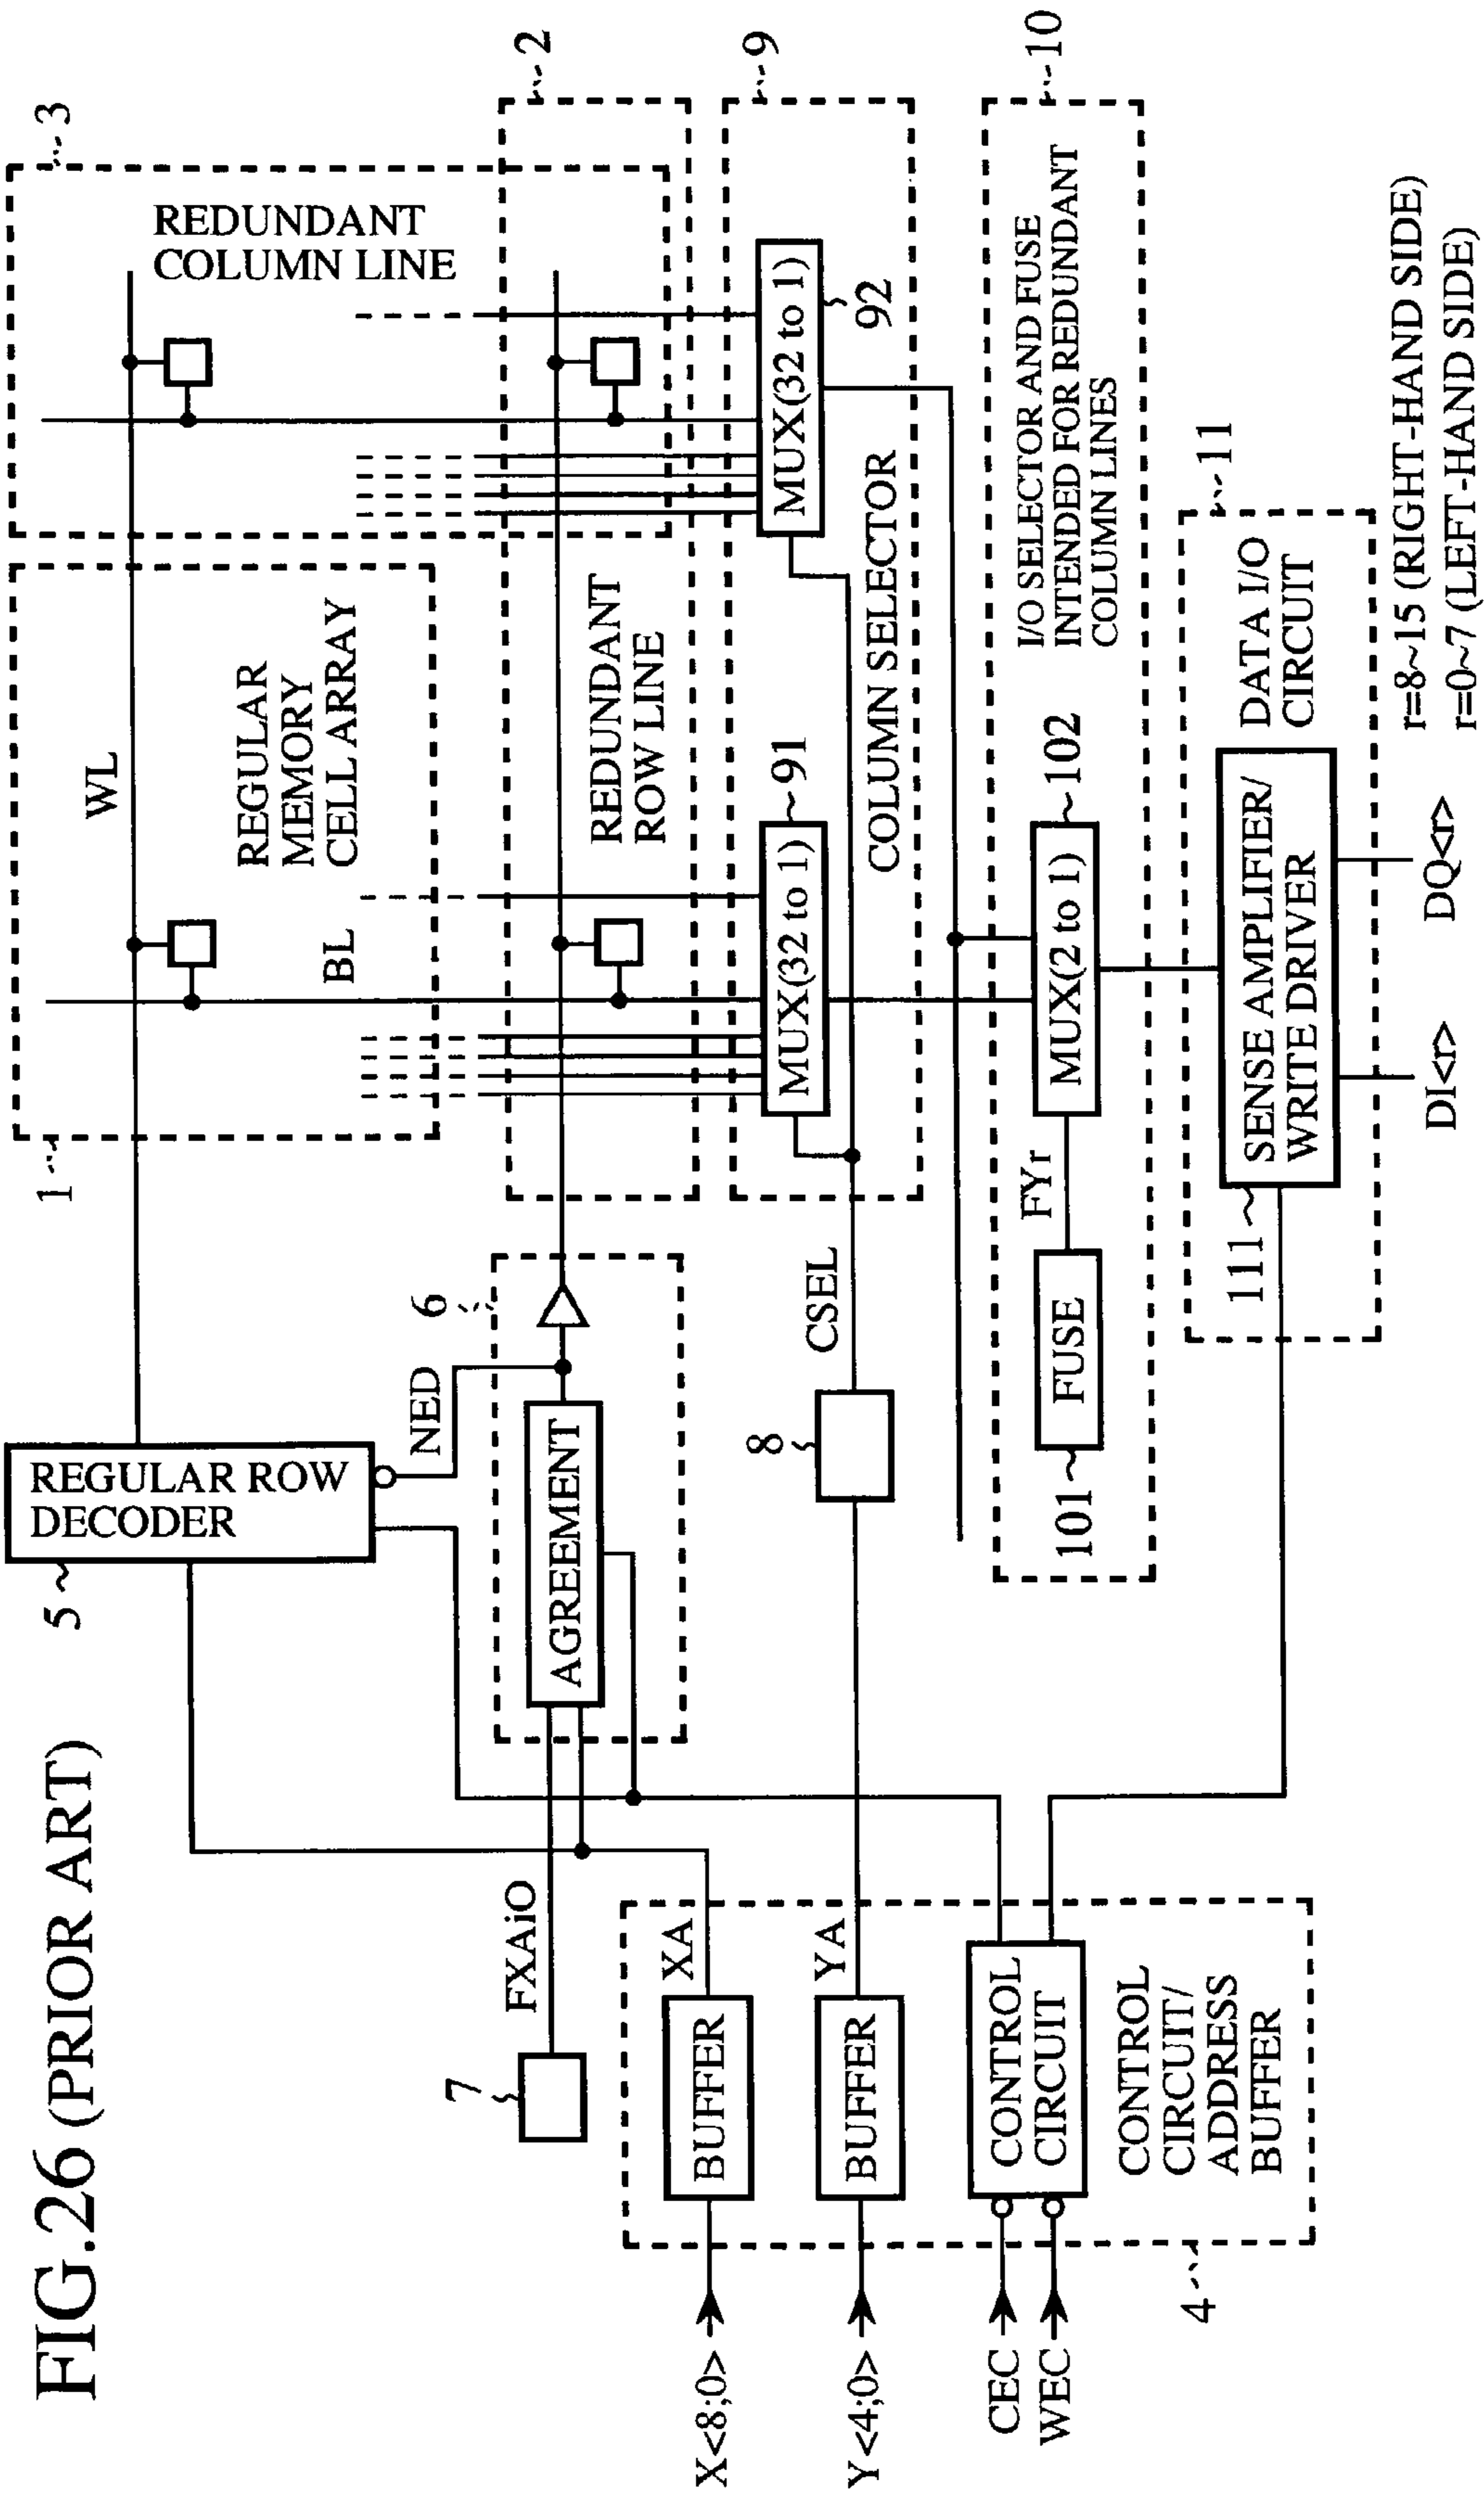 FIG.26 (PRIOR ART)
5
REGULAR ROW
DECODER
1
WL
REGULAR
MEMORY
CELL ARRAY
BL
3
REDUNDANT
COLUMN LINE
NED
6
AGREEMENT
7
FXAiO
REDUNDANT
ROW LINE
2
X<8;0>
BUFFER
XA
8
MUX(32 to 1)
91
MUX(32 to 1)
92
9
Y<4;0>
BUFFER
YA
CSEL
COLUMN SELECTOR
CEC
WEC
CONTROL
CIRCUIT
101
FUSE
FYr
MUX(2 to 1)
102
I/O SELECTOR AND FUSE
INTENDED FOR REDUNDANT
COLUMN LINES
10
4
CONTROL
CIRCUIT/
ADDRESS
BUFFER
111
SENSE AMPLIFIER/
WRITE DRIVER
DATA I/O
CIRCUIT
11
DI<r>
DQ<r>
r=8~15 (RIGHT-HAND SIDE)
r=0~7 (LEFT-HAND SIDE)